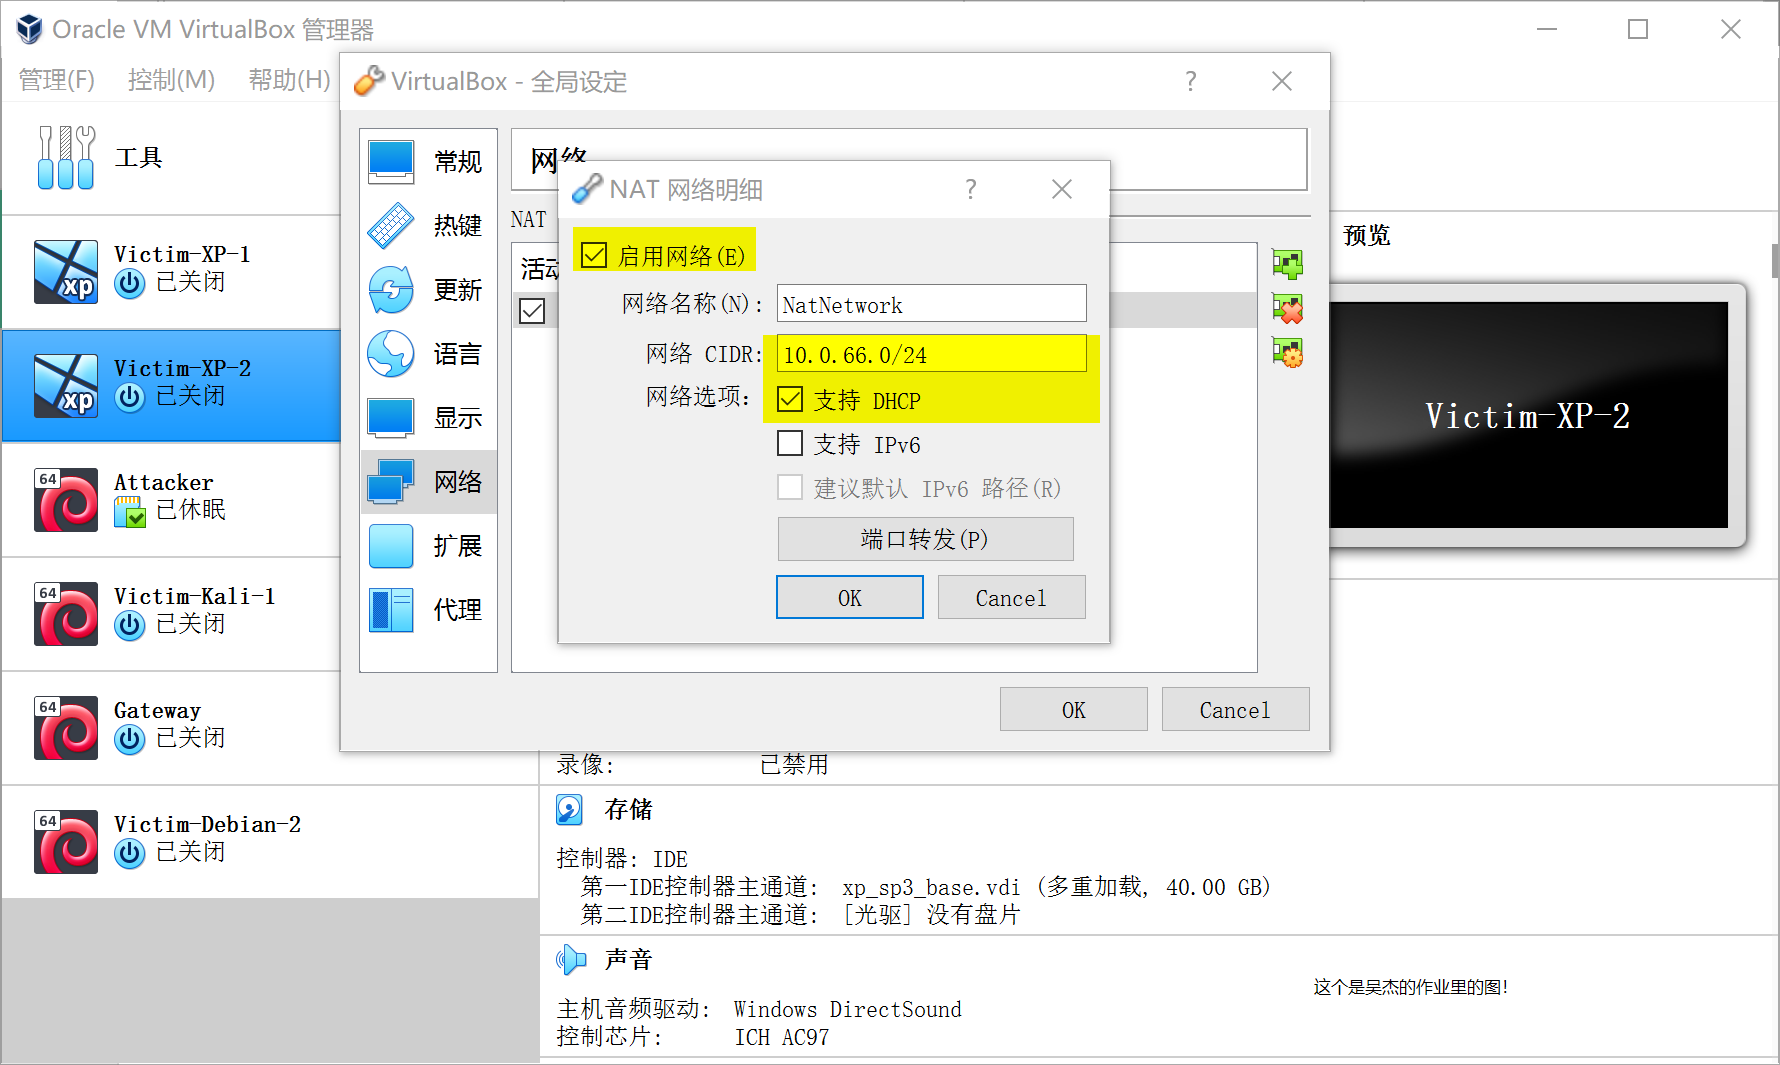 Oracle VM VirtualBox 管理器
管理(F) 控制(M) 帮助(H)
VirtualBox - 全局设定
?
工具
Victim-XP-1
已关闭
xp
Victim-XP-2
已关闭
xp
64
Attacker
已休眠
64
Victim-Kali-1
已关闭
64
Gateway
已关闭
64
Victim-Debian-2
已关闭
常规
热键
更新
语言
显示
网络
扩展
代理
网络
NAT
活动
NAT 网络明细
?
启用网络(E)
网络名称(N): NatNetwork
网络 CIDR: 10.0.66.0/24
网络选项: 支持 DHCP
支持 IPv6
建议默认 IPv6 路径(R)
端口转发(P)
OK Cancel
OK Cancel
预览
Victim-XP-2
录像: 已禁用
存储
控制器: IDE
第一IDE控制器主通道: xp_sp3_base.vdi (多重加载, 40.00 GB)
第二IDE控制器主通道: [光驱] 没有盘片
声音
主机音频驱动: Windows DirectSound
控制芯片: ICH AC97
这个是吴杰的作业里的图!